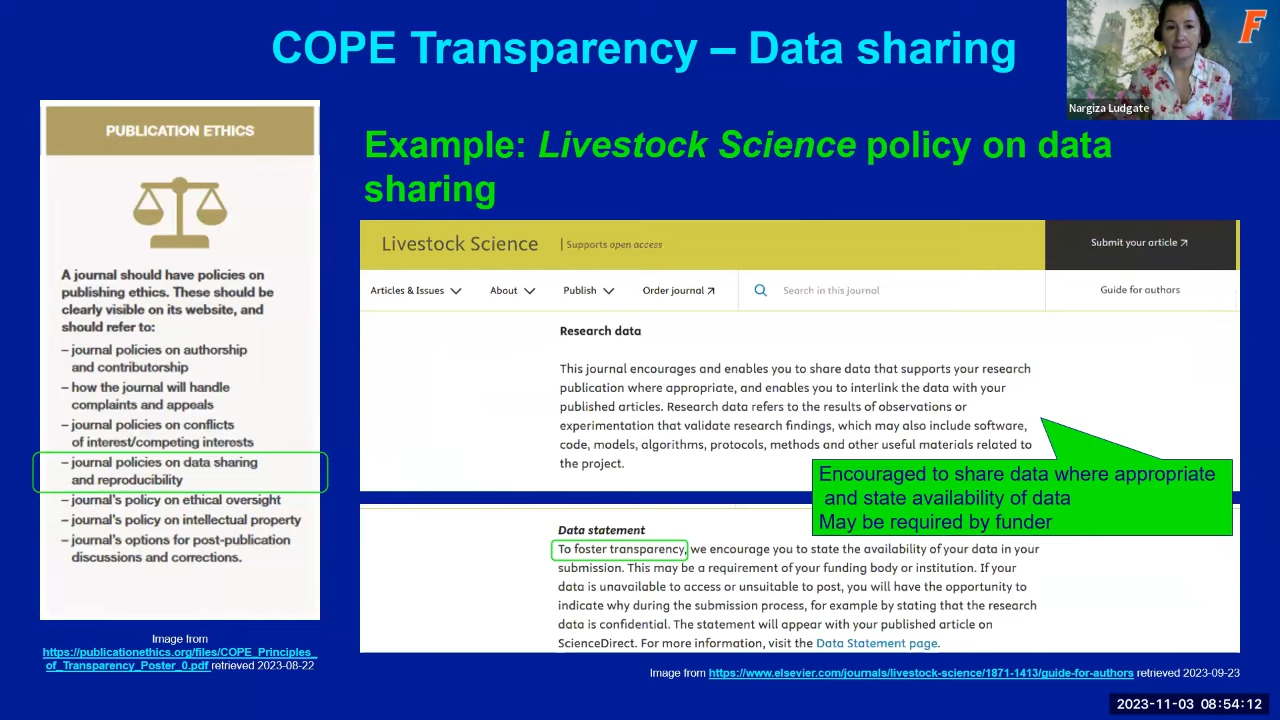 COPE Transparency – Data sharing
F
Nargiza Ludgate
PUBLICATION ETHICS
A journal should have policies on
publishing ethics. These should be
clearly visible on its website, and
should refer to:
– journal policies on authorship
and contributorship
– how the journal will handle
complaints and appeals
– journal policies on conflicts
of interest/competing interests
– journal policies on data sharing
and reproducibility
– journal's policy on ethical oversight
– journal's policy on intellectual property
– journal's options for post-publication
discussions and corrections.
Image from
https://publicationethics.org/files/COPE_Principles_
of_Transparency_Poster_0.pdf retrieved 2023-08-22
Example: Livestock Science policy on data
sharing
Livestock Science | Supports open access
Submit your article
Articles & Issues About Publish Order journal Search in this journal Guide for authors
Research data
This journal encourages and enables you to share data that supports your research
publication where appropriate, and enables you to interlink the data with your
published articles. Research data refers to the results of observations or
experimentation that validate research findings, which may also include software,
code, models, algorithms, protocols, methods and other useful materials related to
the project.
Encouraged to share data where appropriate
and state availability of data
May be required by funder
Data statement
To foster transparency, we encourage you to state the availability of your data in your
submission. This may be a requirement of your funding body or institution. If your
data is unavailable to access or unsuitable to post, you will have the opportunity to
indicate why during the submission process, for example by stating that the research
data is confidential. The statement will appear with your published article on
ScienceDirect. For more information, visit the Data Statement page.
Image from https://www.elsevier.com/journals/livestock-science/1871-1413/guide-for-authors retrieved 2023-09-23
2023-11-03 08:54:12